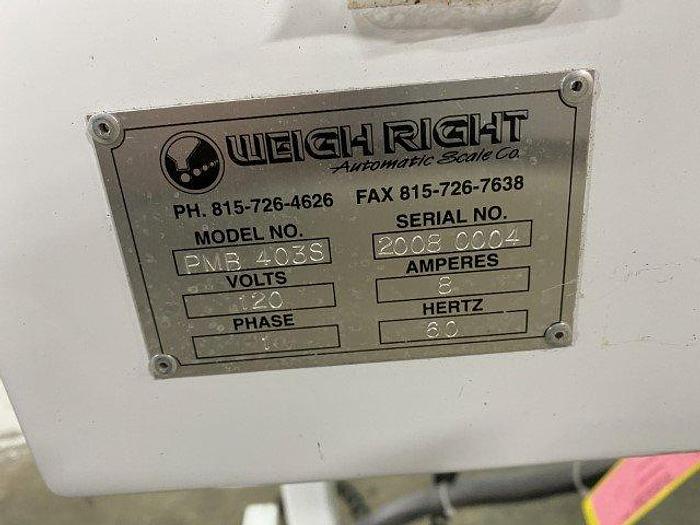 WEIGH RIGHT
Automatic Scale Co.
PH. 815-726-4626 FAX 815-726-7638
MODEL NO. SERIAL NO.
PMB 403S 2008 0004
VOLTS AMPERES
120 8
PHASE HERTZ
1 60